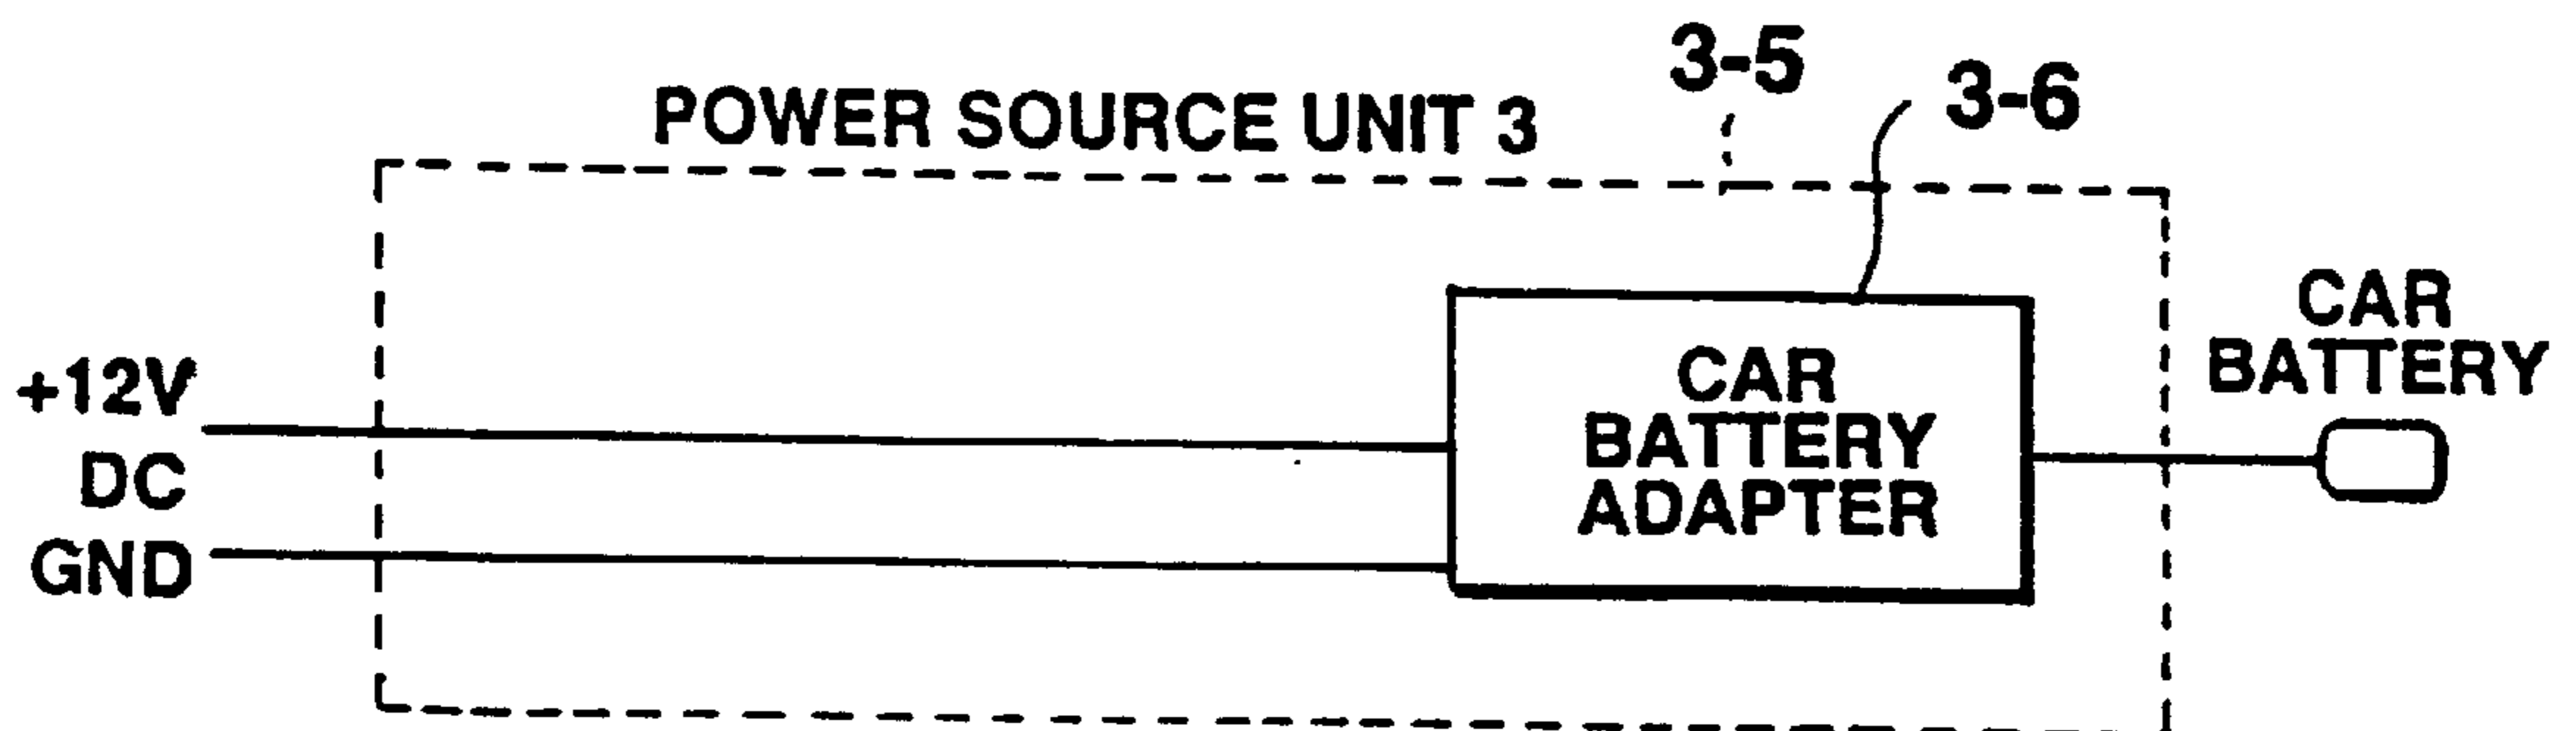 3-5
POWER SOURCE UNIT 3
3-6
CAR
BATTERY
+12V
DC
GND
CAR
BATTERY
ADAPTER